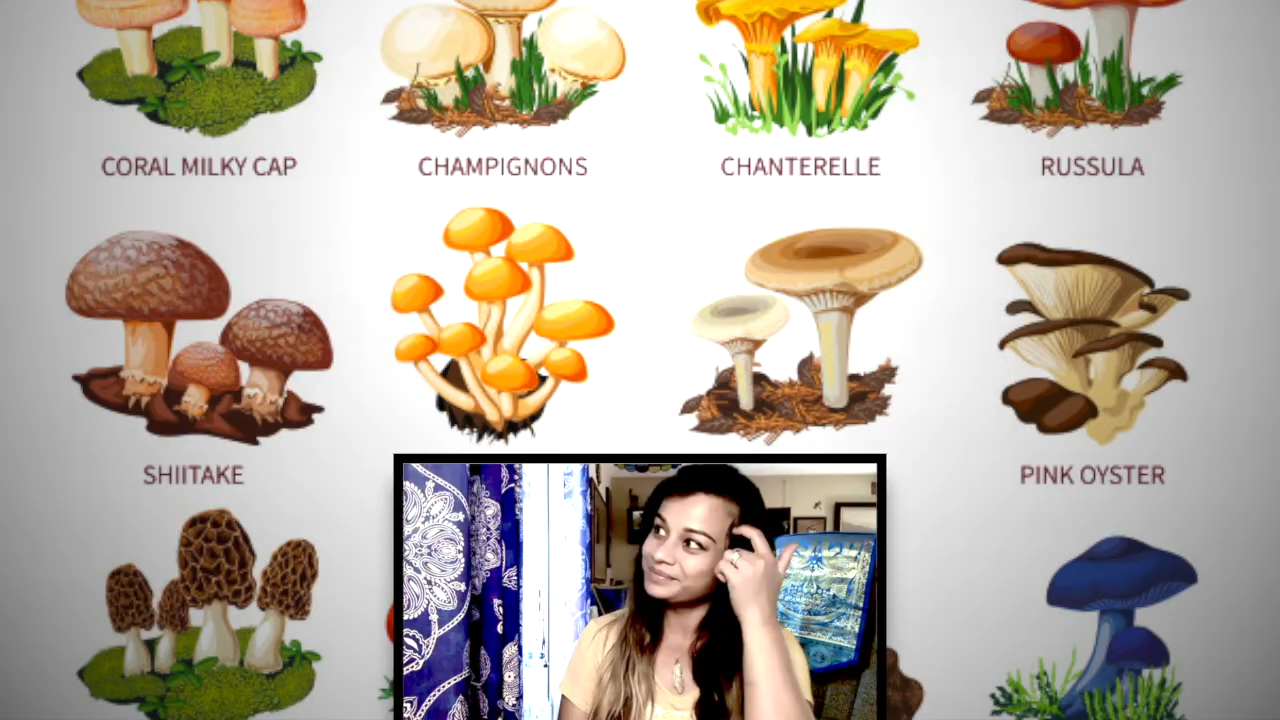 CORAL MILKY CAP
CHAMPIGNONS
CHANTERELLE
RUSSULA
SHIITAKE
PINK OYSTER